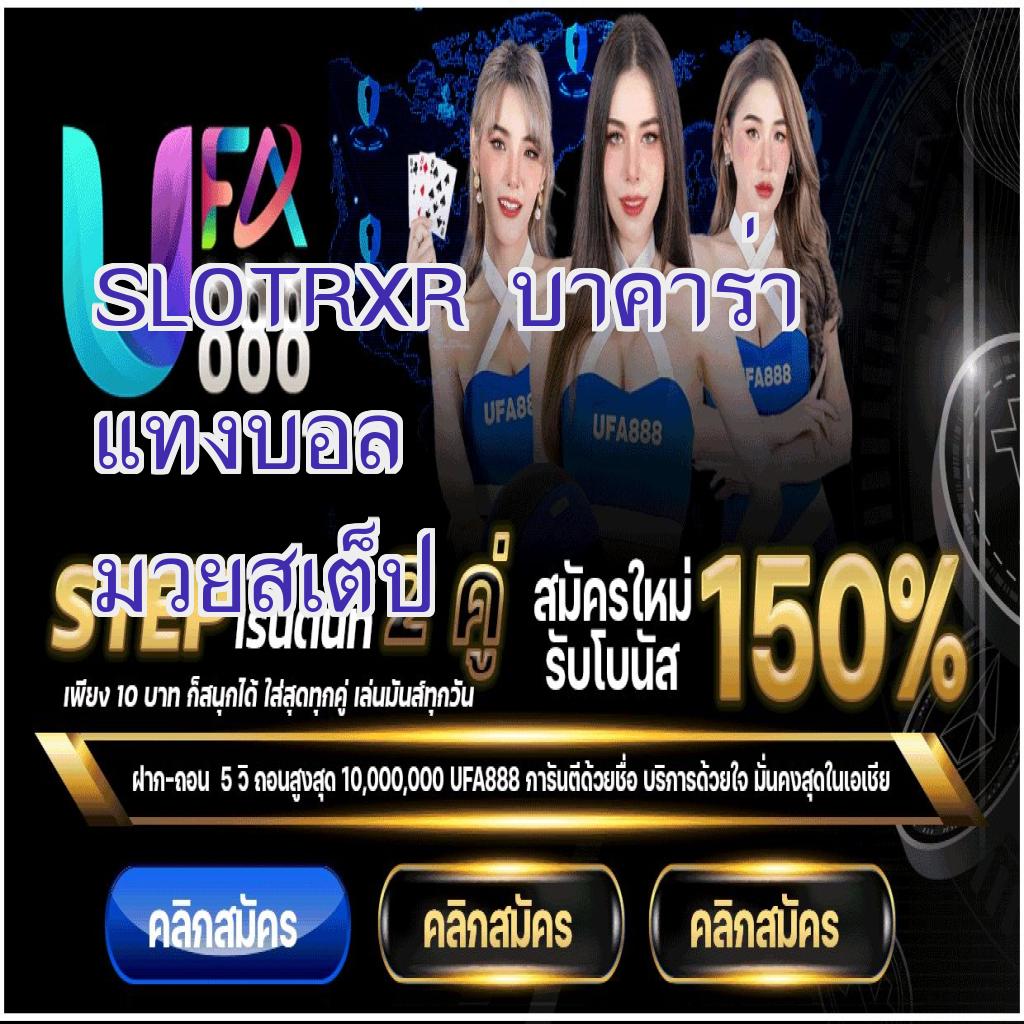 UFA
888
SLOTRXR บาคาร่า
UFA888
UFA888
UFA888
แทงบอล
มวยสเต็ป
STEP
2 คู่
สมัครใหม่
รับโบนัส
150%
เพียง 10 บาท ก็สนุกได้ ใส่สุดทุกคู่ เล่นมันส์ทุกวัน
ฝาก-ถอน 5 วิ ถอนสูงสุด 10,000,000 UFA888 การันตีด้วยชื่อ บริการด้วยใจ มั่นคงสุดในเอเชีย
คลิกสมัคร
คลิกสมัคร
คลิกสมัคร